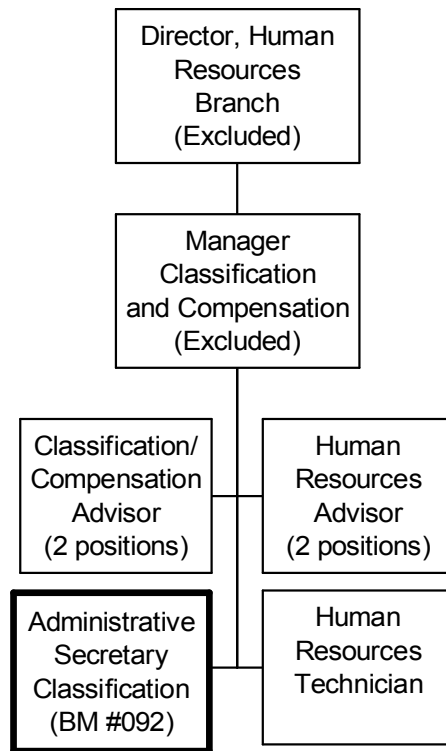 Director, Human
Resources
Branch
(Excluded)
Manager
Classification
and Compensation
(Excluded)
Classification/
Compensation
Advisor
(2 positions)
Human
Resources
Advisor
(2 positions)
Administrative
Secretary
Classification
(BM #092)
Human
Resources
Technician